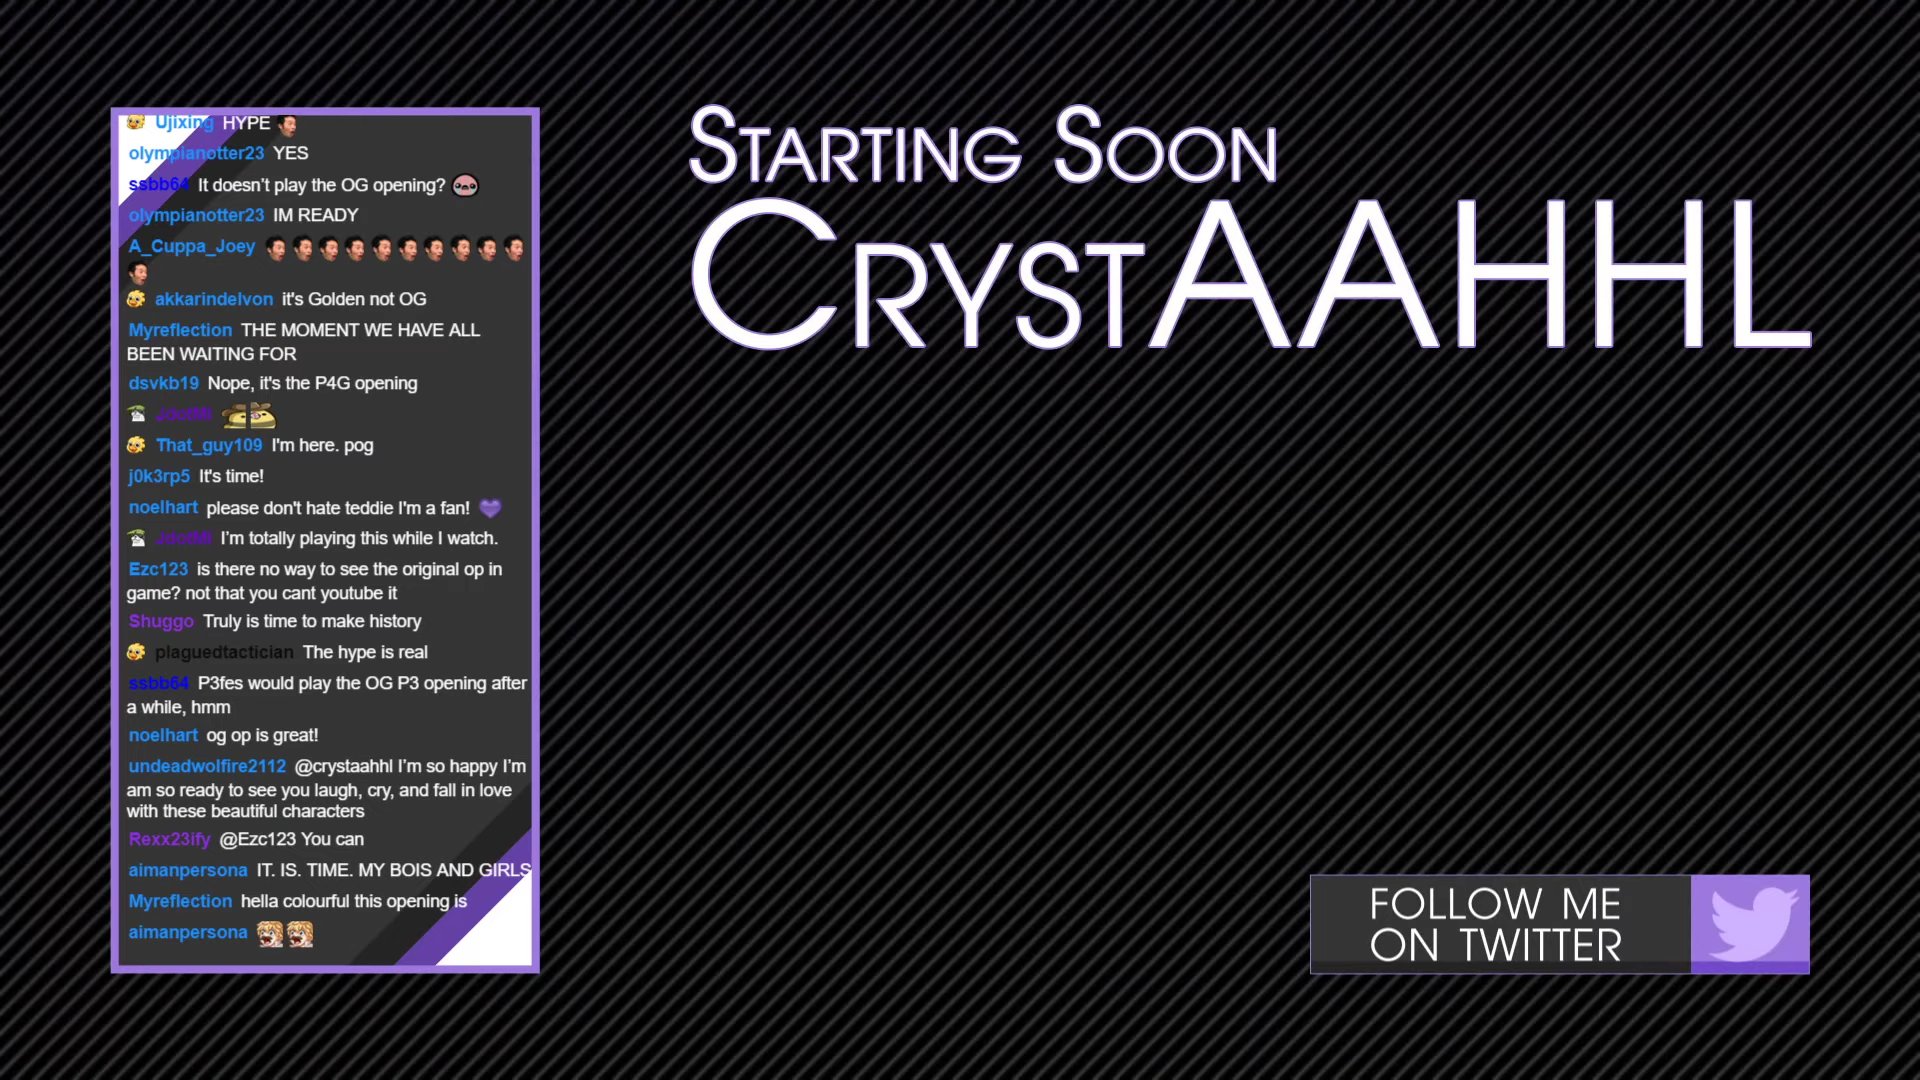 Ujixing HYPE
olympianotter23 YES
ssbb64 It doesn't play the OG opening?
olympianotter23 IM READY
A_Cuppa_Joey
akkarindelvon it's Golden not OG
Myreflection THE MOMENT WE HAVE ALL
BEEN WAITING FOR
dsvkb19 Nope, it's the P4G opening
JdotMI
That_guy109 I'm here. pog
j0k3rp5 It's time!
noelhart please don't hate teddie I'm a fan!
JdotMI I'm totally playing this while I watch.
Ezc123 is there no way to see the original op in
game? not that you cant youtube it
Shuggo Truly is time to make history
plaguedtactician The hype is real
ssbb64 P3fes would play the OG P3 opening after
a while, hmm
noelhart og op is great!
undeadwolfire2112 @crystaahhl I'm so happy I'm
am so ready to see you laugh, cry, and fall in love
with these beautiful characters
Rexx23ify @Ezc123 You can
aimanpersona IT. IS. TIME. MY BOIS AND GIRLS
Myreflection hella colourful this opening is
aimanpersona
STARTING SOON
CRYSTAAHHL
FOLLOW ME
ON TWITTER